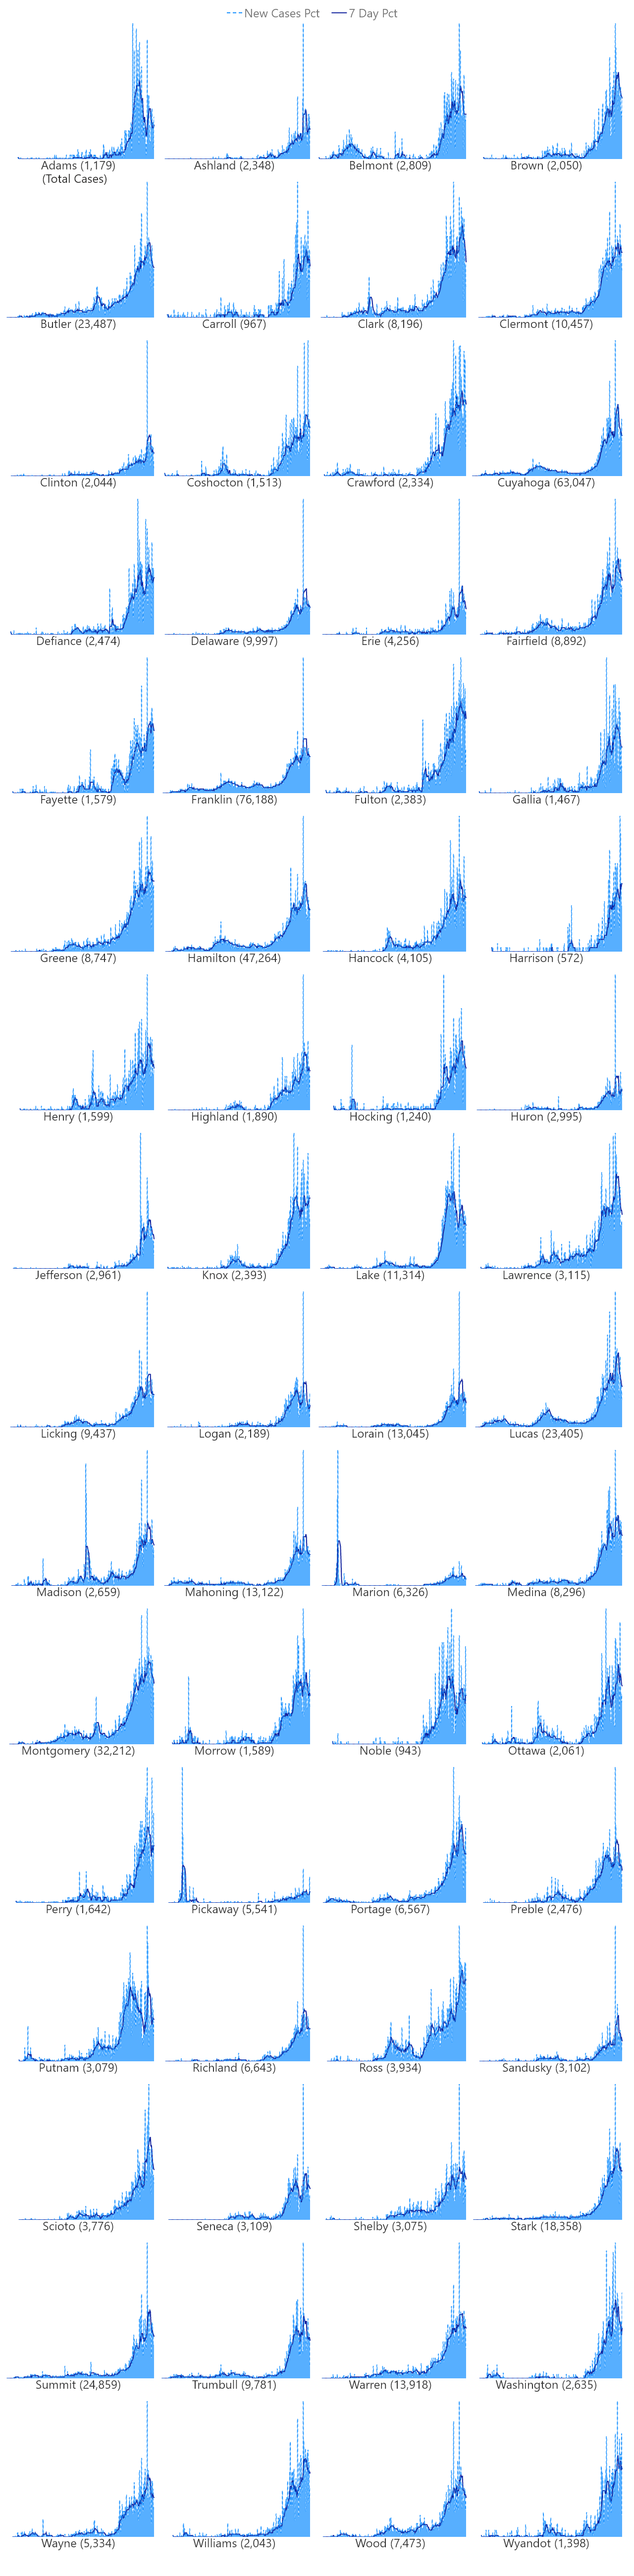 New Cases Pct 7 Day Pct
Adams (1,179) Ashland (2,348) Belmont (2,809) Brown (2,050)
(Total Cases)
Butler (23,487) Carroll (967) Clark (8,196) Clermont (10,457)
Clinton (2,044) Coshocton (1,513) Crawford (2,334) Cuyahoga (63,047)
Defiance (2,474) Delaware (9,997) Erie (4,256) Fairfield (8,892)
Fayette (1,579) Franklin (76,188) Fulton (2,383) Gallia (1,467)
Greene (8,747) Hamilton (47,264) Hancock (4,105) Harrison (572)
Henry (1,599) Highland (1,890) Hocking (1,240) Huron (2,995)
Jefferson (2,961) Knox (2,393) Lake (11,314) Lawrence (3,115)
Licking (9,437) Logan (2,189) Lorain (13,045) Lucas (23,405)
Madison (2,659) Mahoning (13,122) Marion (6,326) Medina (8,296)
Montgomery (32,212) Morrow (1,589) Noble (943) Ottawa (2,061)
Perry (1,642) Pickaway (5,541) Portage (6,567) Preble (2,476)
Putnam (3,079) Richland (6,643) Ross (3,934) Sandusky (3,102)
Scioto (3,776) Seneca (3,109) Shelby (3,075) Stark (18,358)
Summit (24,859) Trumbull (9,781) Warren (13,918) Washington (2,635)
Wayne (5,334) Williams (2,043) Wood (7,473) Wyandot (1,398)